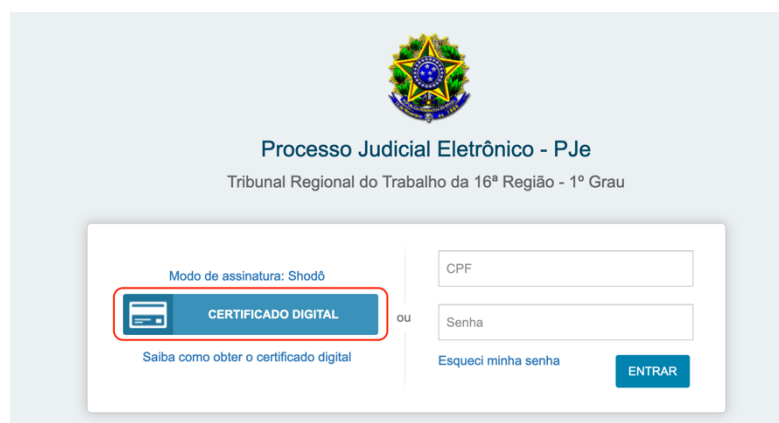 Processo Judicial Eletrônico - PJe
Tribunal Regional do Trabalho da 16ª Região - 1º Grau
Modo de assinatura: Shodô
CERTIFICADO DIGITAL
Saiba como obter o certificado digital
ou
CPF
Senha
Esqueci minha senha
ENTRAR